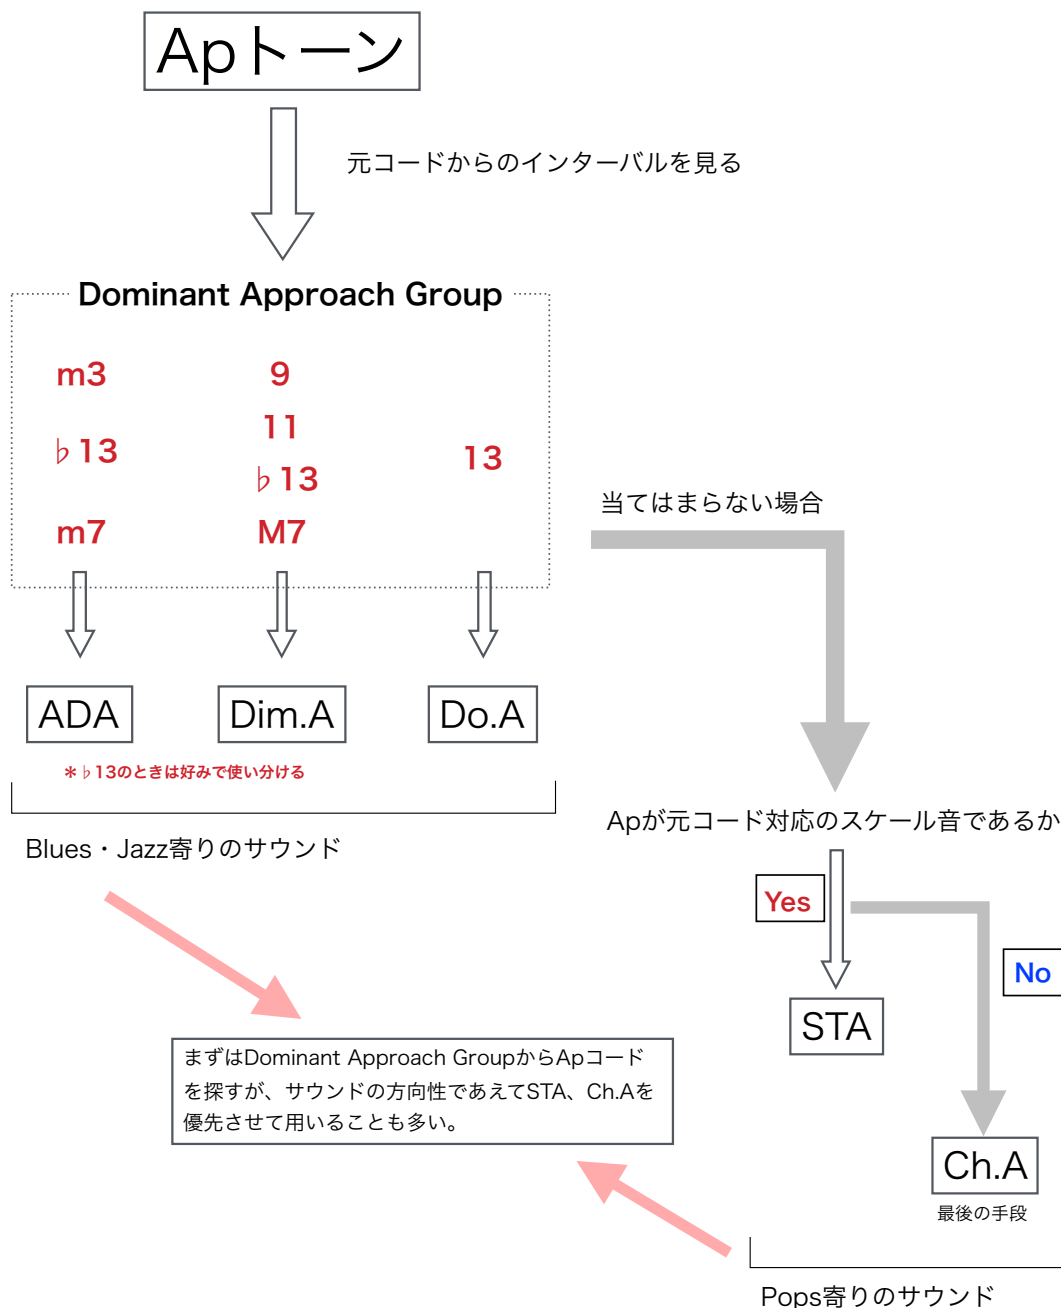 Apトーン
元コードからのインターバルを見る
Dominant Approach Group
m3
♭13
m7
9
11
♭13
M7
13
ADA
Dim.A
Do.A
＊♭13のときは好みで使い分ける
Blues・Jazz寄りのサウンド
当てはまらない場合
Apが元コード対応のスケール音であるか
Yes
No
STA
Ch.A
最後の手段
Pops寄りのサウンド
まずはDominant Approach GroupからApコード
を探すが、サウンドの方向性であえてSTA、Ch.Aを
優先させて用いることも多い。